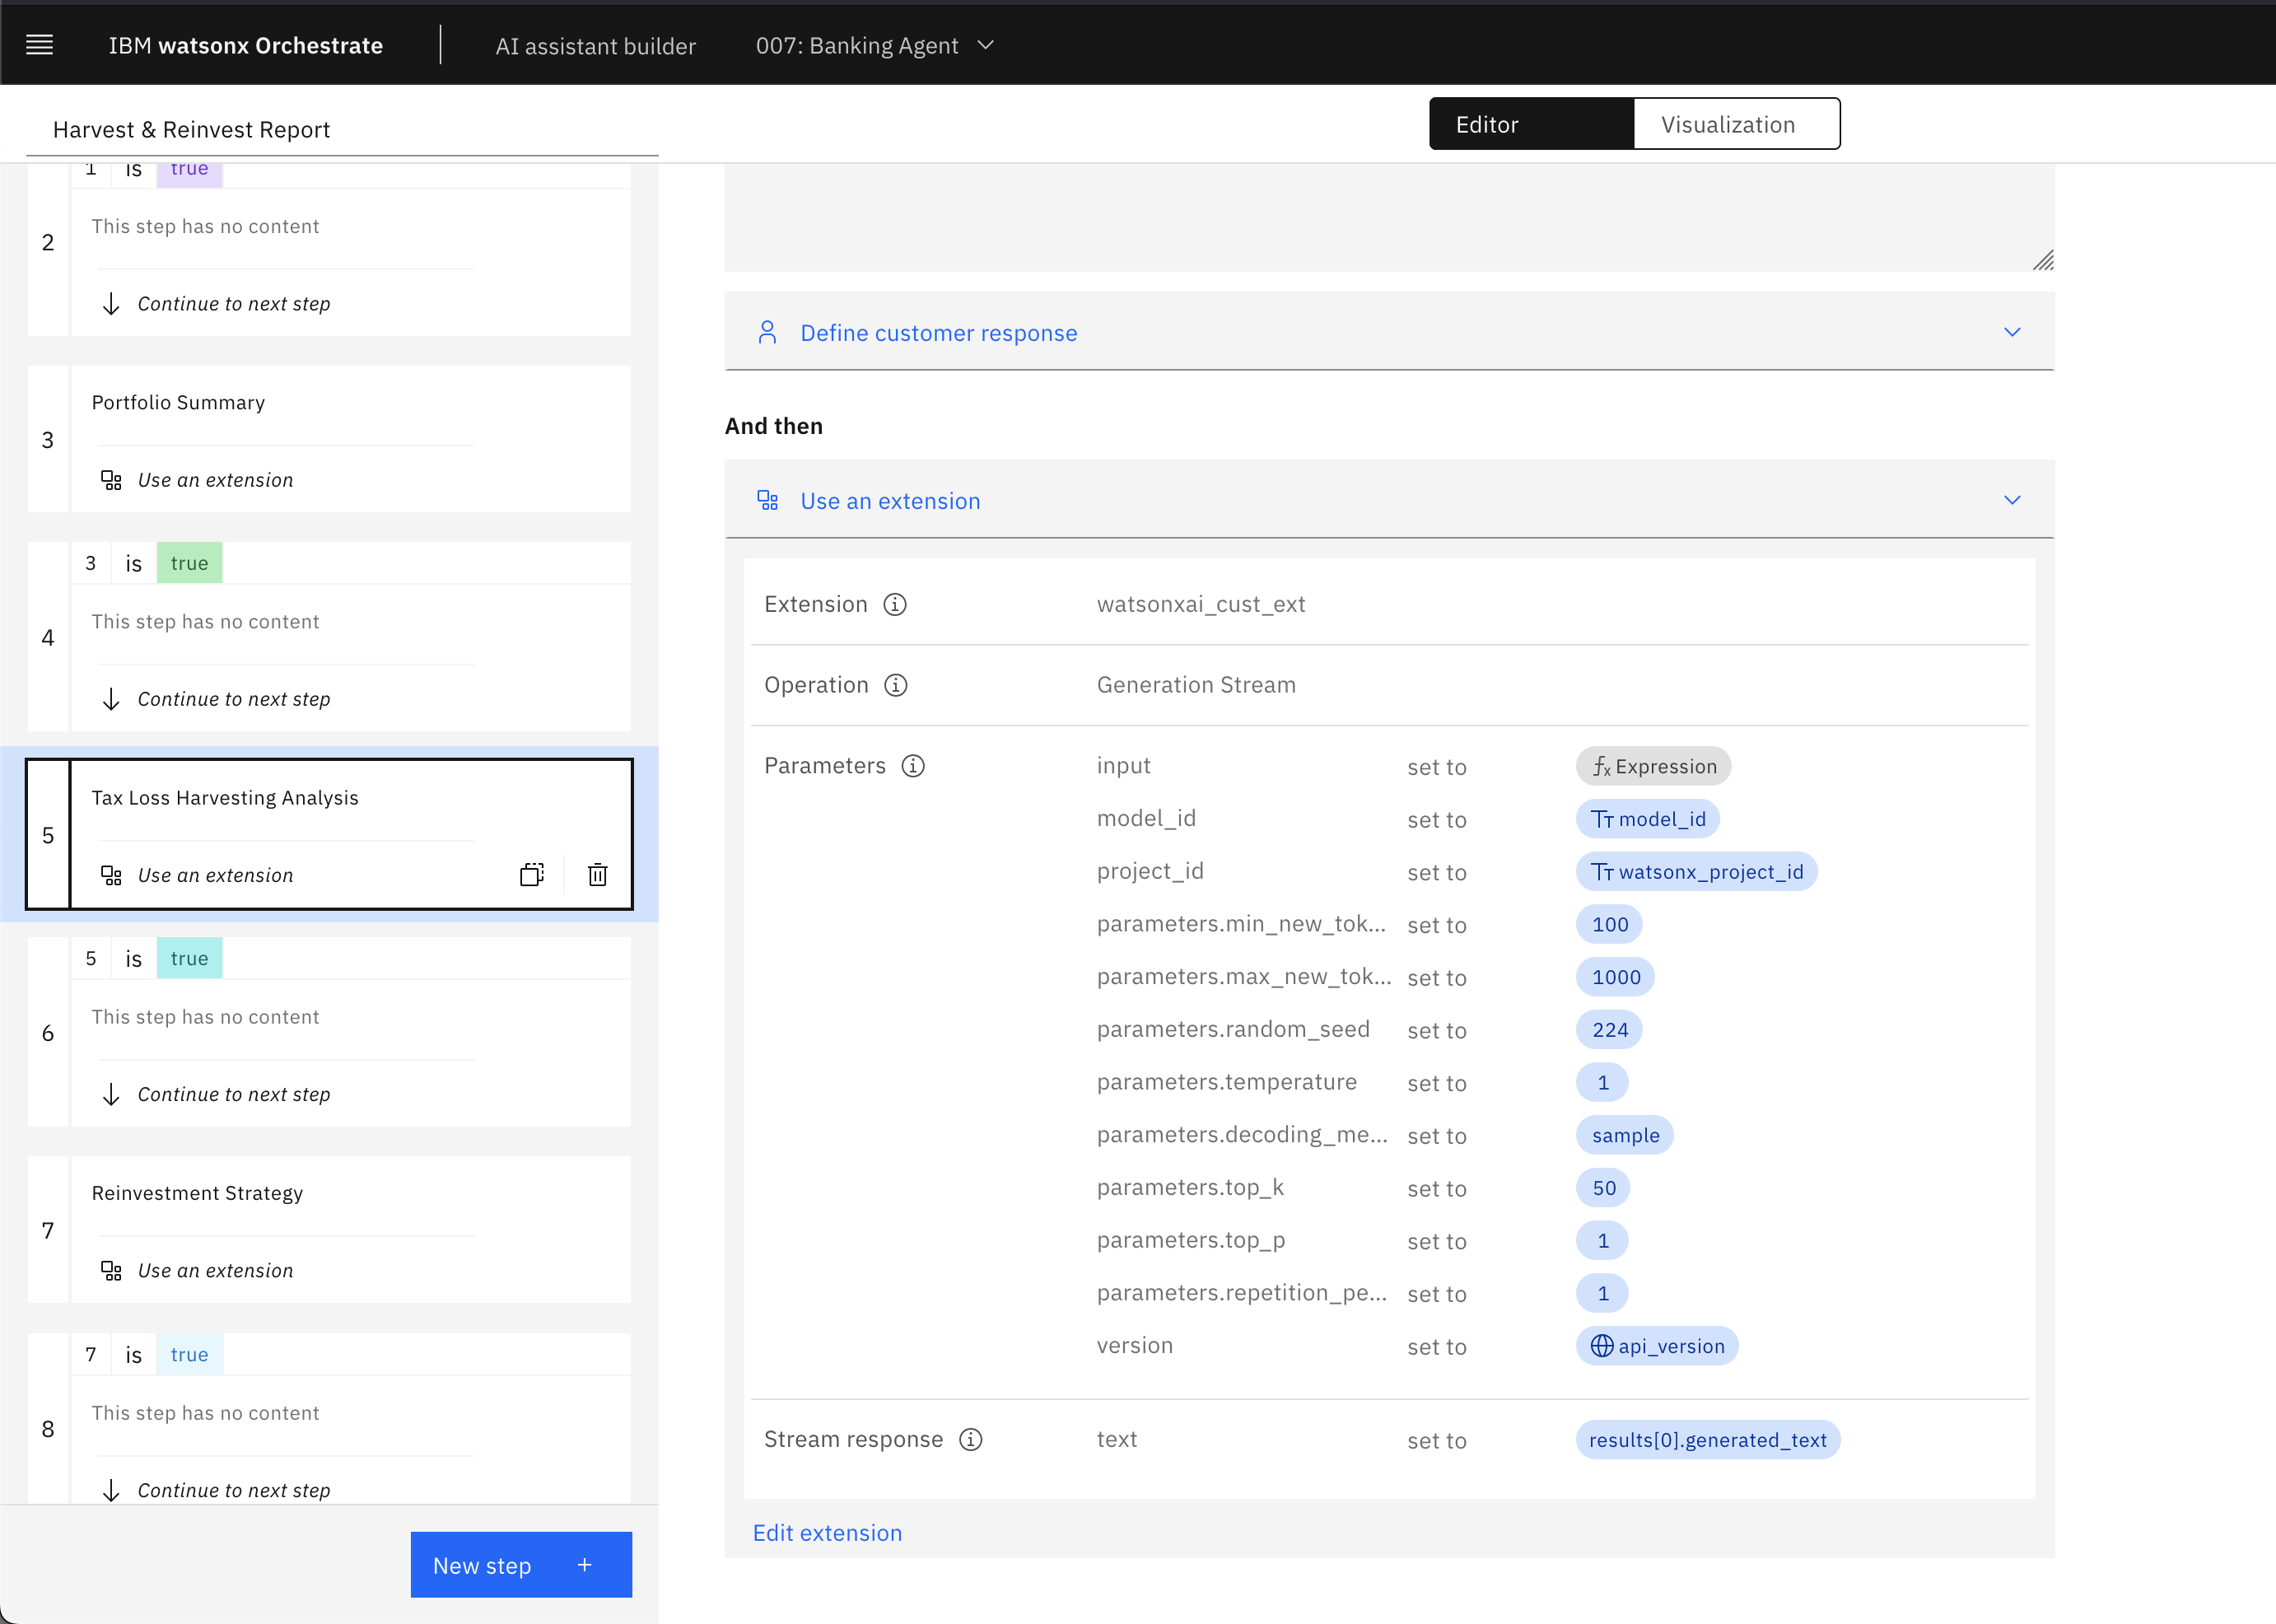 IBM watsonx Orchestrate
AI assistant builder
007: Banking Agent
Harvest & Reinvest Report
Editor
Visualization
1 is true
2
This step has no content
Continue to next step
3
Portfolio Summary
Use an extension
3 is true
4
This step has no content
Continue to next step
5
Tax Loss Harvesting Analysis
Use an extension
5 is true
6
This step has no content
Continue to next step
7
Reinvestment Strategy
Use an extension
7 is true
8
This step has no content
Continue to next step
New step +
Define customer response
And then
Use an extension
Extension watsonxai_cust_ext
Operation Generation Stream
Parameters input set to fx Expression
model_id set to TT model_id
project_id set to TT watsonx_project_id
parameters.min_new_tok... set to 100
parameters.max_new_tok... set to 1000
parameters.random_seed set to 224
parameters.temperature set to 1
parameters.decoding_me... set to sample
parameters.top_k set to 50
parameters.top_p set to 1
parameters.repetition_pe... set to 1
version set to api_version
Stream response text set to results[0].generated_text
Edit extension